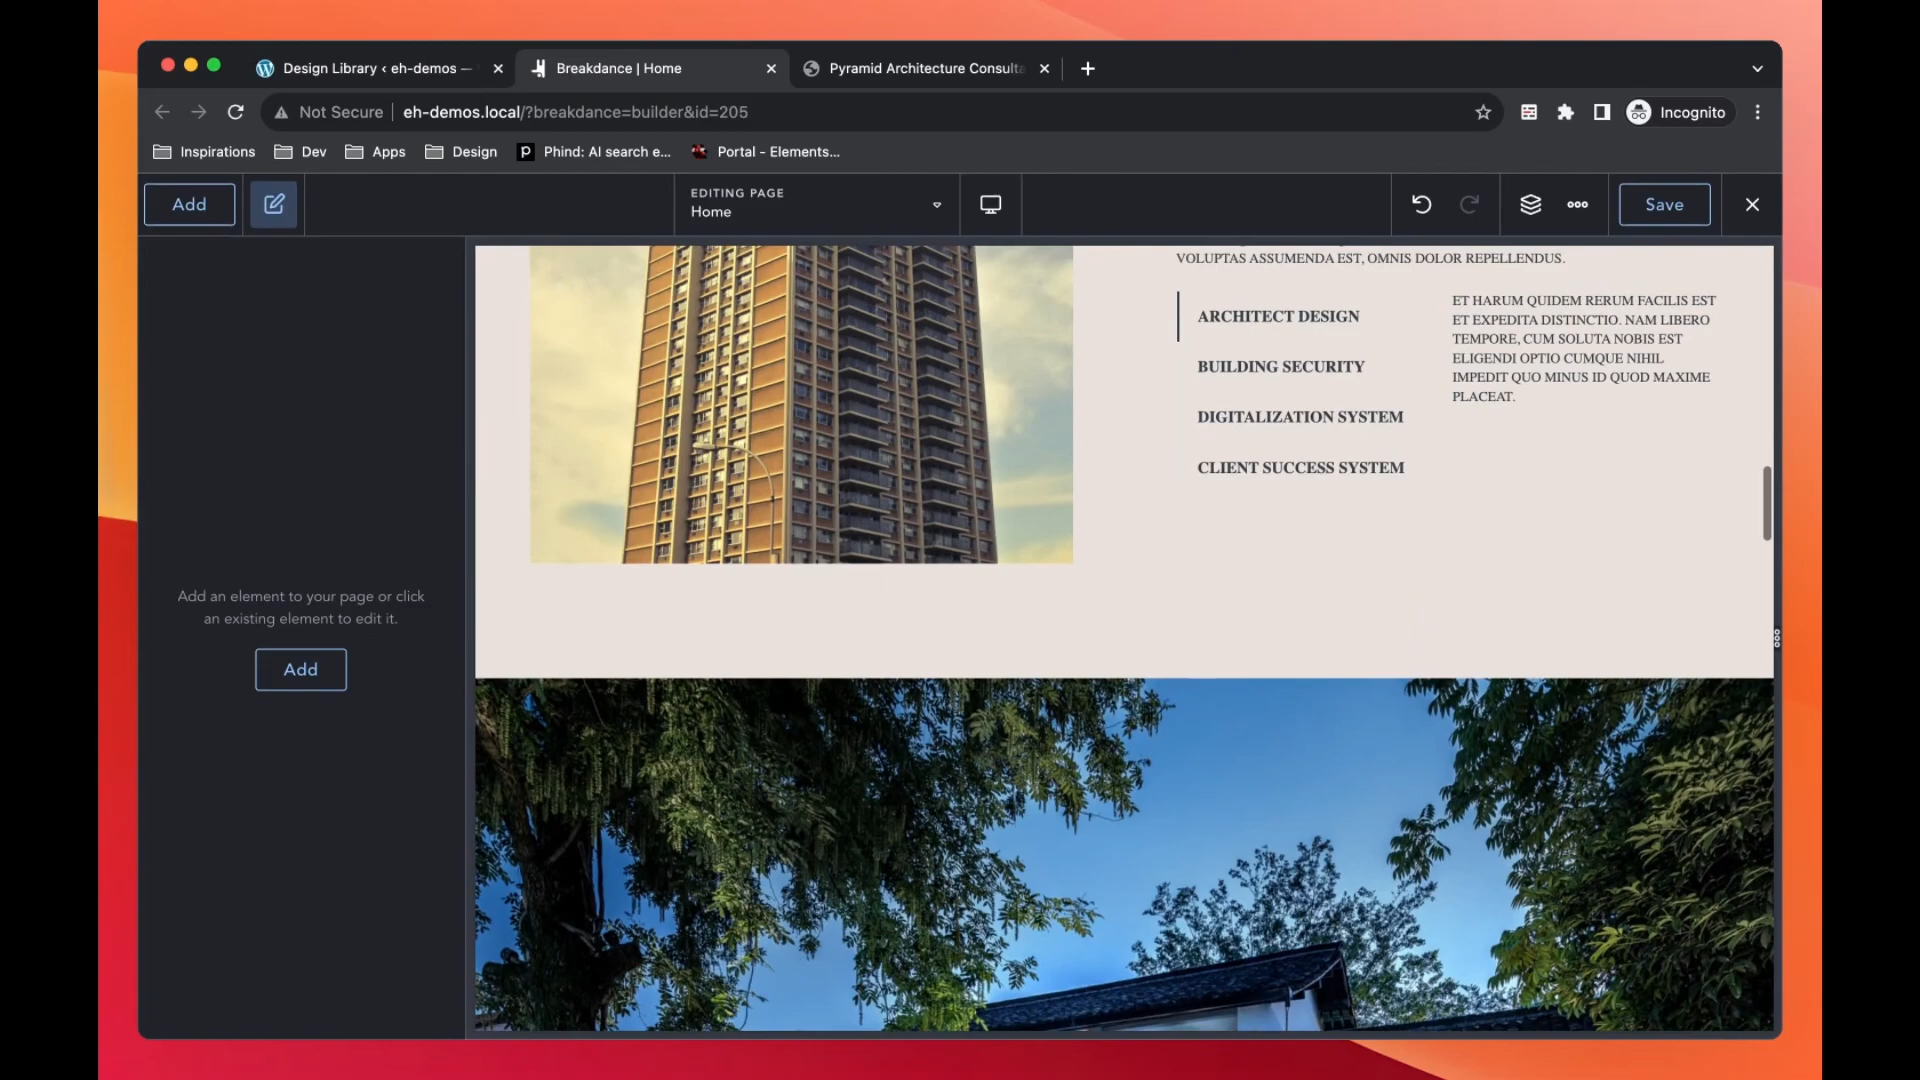 Design Library ‹ eh-demos —
Breakdance | Home
Pyramid Architecture Consulta
Not Secure
eh-demos.local/?breakdance=builder&id=205
Incognito
Inspirations
Dev
Apps
Design
Phind: AI search e...
Portal - Elements...
Add
EDITING PAGE
Home
Save
VOLUPTAS ASSUMENDA EST, OMNIS DOLOR REPELLENDUS.
ARCHITECT DESIGN
BUILDING SECURITY
DIGITALIZATION SYSTEM
CLIENT SUCCESS SYSTEM
ET HARUM QUIDEM RERUM FACILIS EST
ET EXPEDITA DISTINCTIO. NAM LIBERO
TEMPORE, CUM SOLUTA NOBIS EST
ELIGENDI OPTIO CUMQUE NIHIL
IMPEDIT QUO MINUS ID QUOD MAXIME
PLACEAT.
Add an element to your page or click
an existing element to edit it.
Add